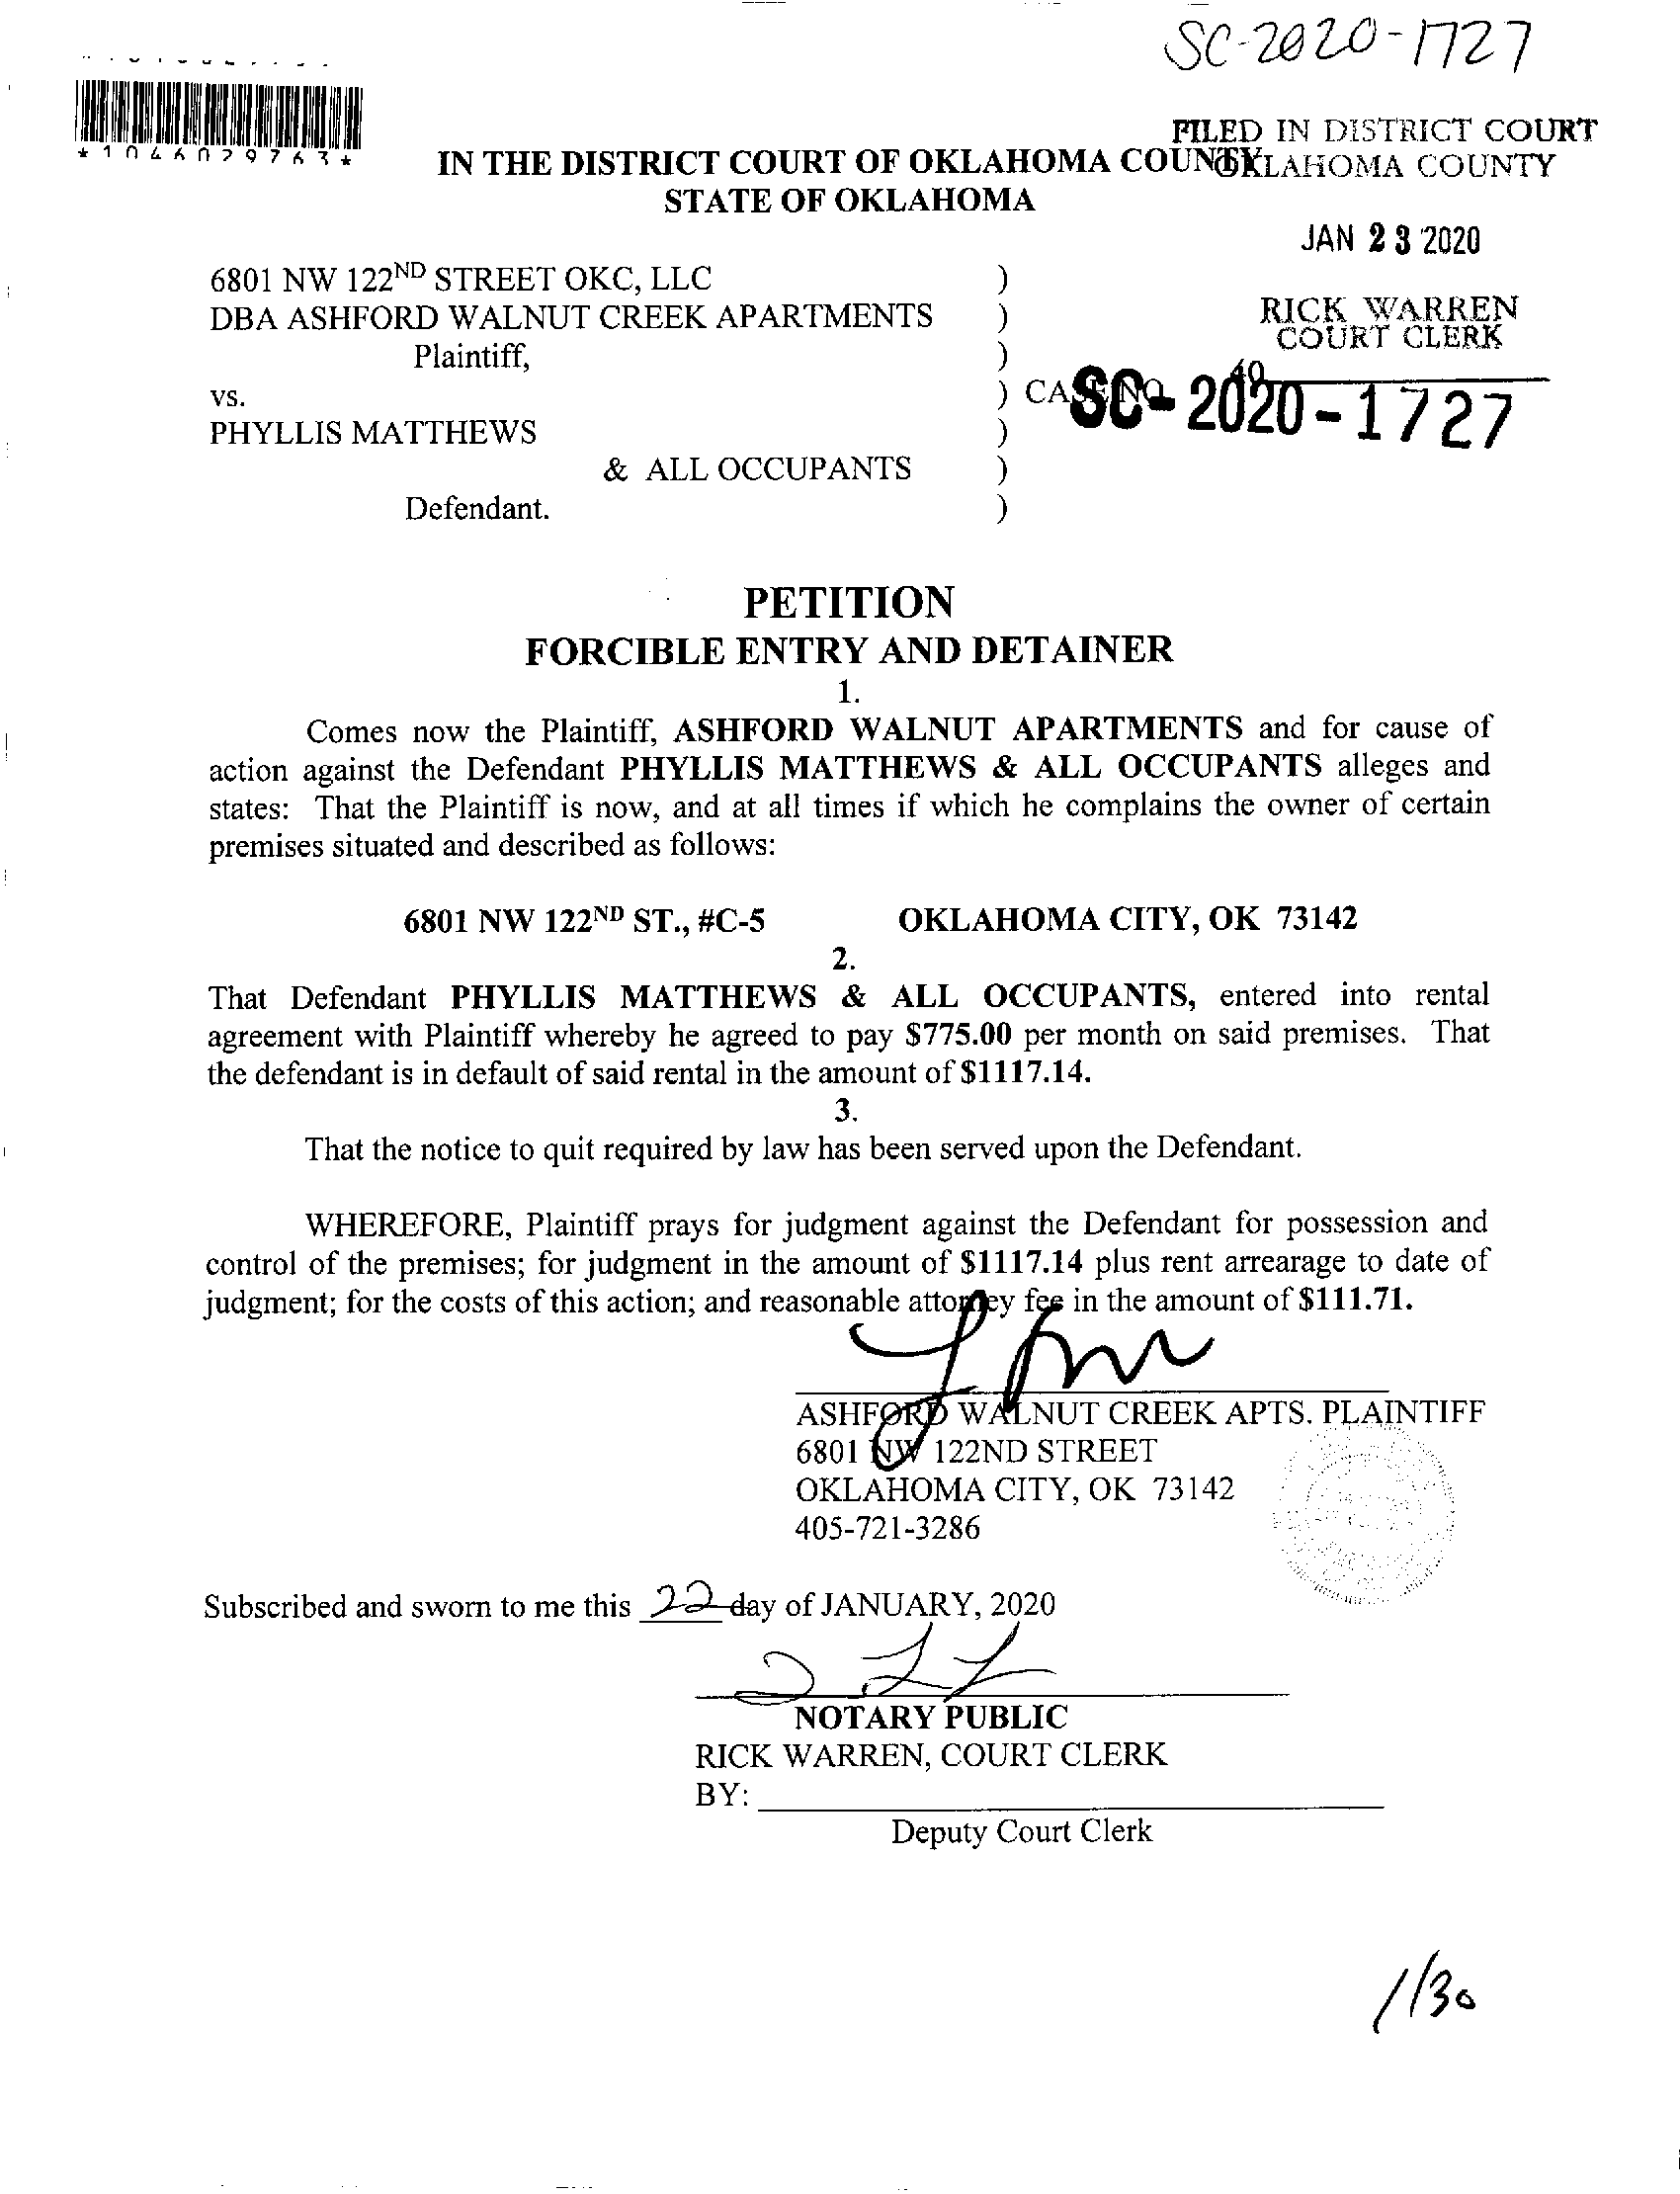 SC-2020-1727
*1046029763*
FILED IN DISTRICT COURT
OKLAHOMA COUNTY
IN THE DISTRICT COURT OF OKLAHOMA COUNTY
STATE OF OKLAHOMA
JAN 23 2020
RICK WARREN
COURT CLERK
40
6801 NW 122ND STREET OKC, LLC )
DBA ASHFORD WALNUT CREEK APARTMENTS )
Plaintiff, )
vs. ) CASE NO. SC-2020-1727
PHYLLIS MATTHEWS )
& ALL OCCUPANTS )
Defendant. )
PETITION
FORCIBLE ENTRY AND DETAINER
1.
Comes now the Plaintiff, ASHFORD WALNUT APARTMENTS and for cause of
action against the Defendant PHYLLIS MATTHEWS & ALL OCCUPANTS alleges and
states: That the Plaintiff is now, and at all times if which he complains the owner of certain
premises situated and described as follows:
6801 NW 122ND ST., #C-5 OKLAHOMA CITY, OK 73142
2.
That Defendant PHYLLIS MATTHEWS & ALL OCCUPANTS, entered into rental
agreement with Plaintiff whereby he agreed to pay $775.00 per month on said premises. That
the defendant is in default of said rental in the amount of $1117.14.
3.
That the notice to quit required by law has been served upon the Defendant.
WHEREFORE, Plaintiff prays for judgment against the Defendant for possession and
control of the premises; for judgment in the amount of $1117.14 plus rent arrearage to date of
judgment; for the costs of this action; and reasonable attorney fee in the amount of $111.71.
ASHFORD WALNUT CREEK APTS. PLAINTIFF
6801 NW 122ND STREET
OKLAHOMA CITY, OK 73142
405-721-3286
Subscribed and sworn to me this 22 day of JANUARY, 2020
NOTARY PUBLIC
RICK WARREN, COURT CLERK
BY:
Deputy Court Clerk
1/30